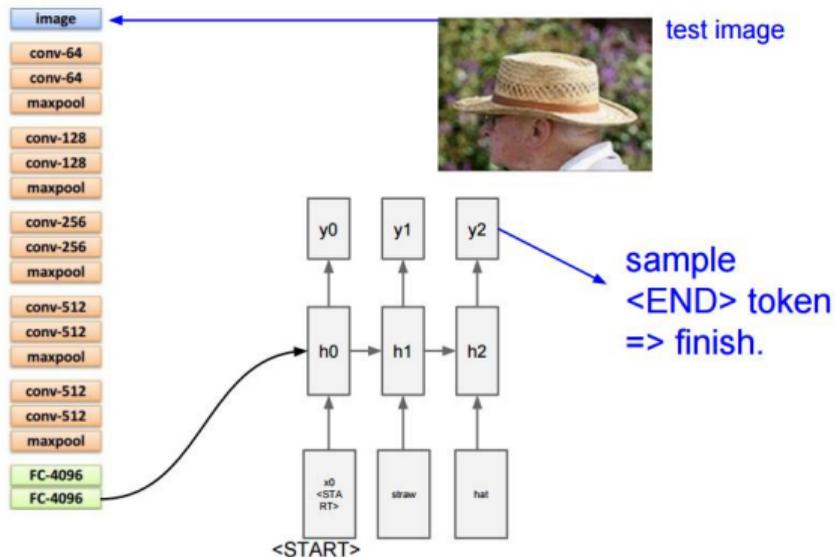 image
conv-64
conv-64
maxpool
conv-128
conv-128
maxpool
conv-256
conv-256
maxpool
conv-512
conv-512
maxpool
conv-512
conv-512
maxpool
FC-4096
FC-4096
test image
y0
y1
y2
sample
<END> token
=> finish.
h0
h1
h2
x0
<STA
RT>
straw
hat
<START>